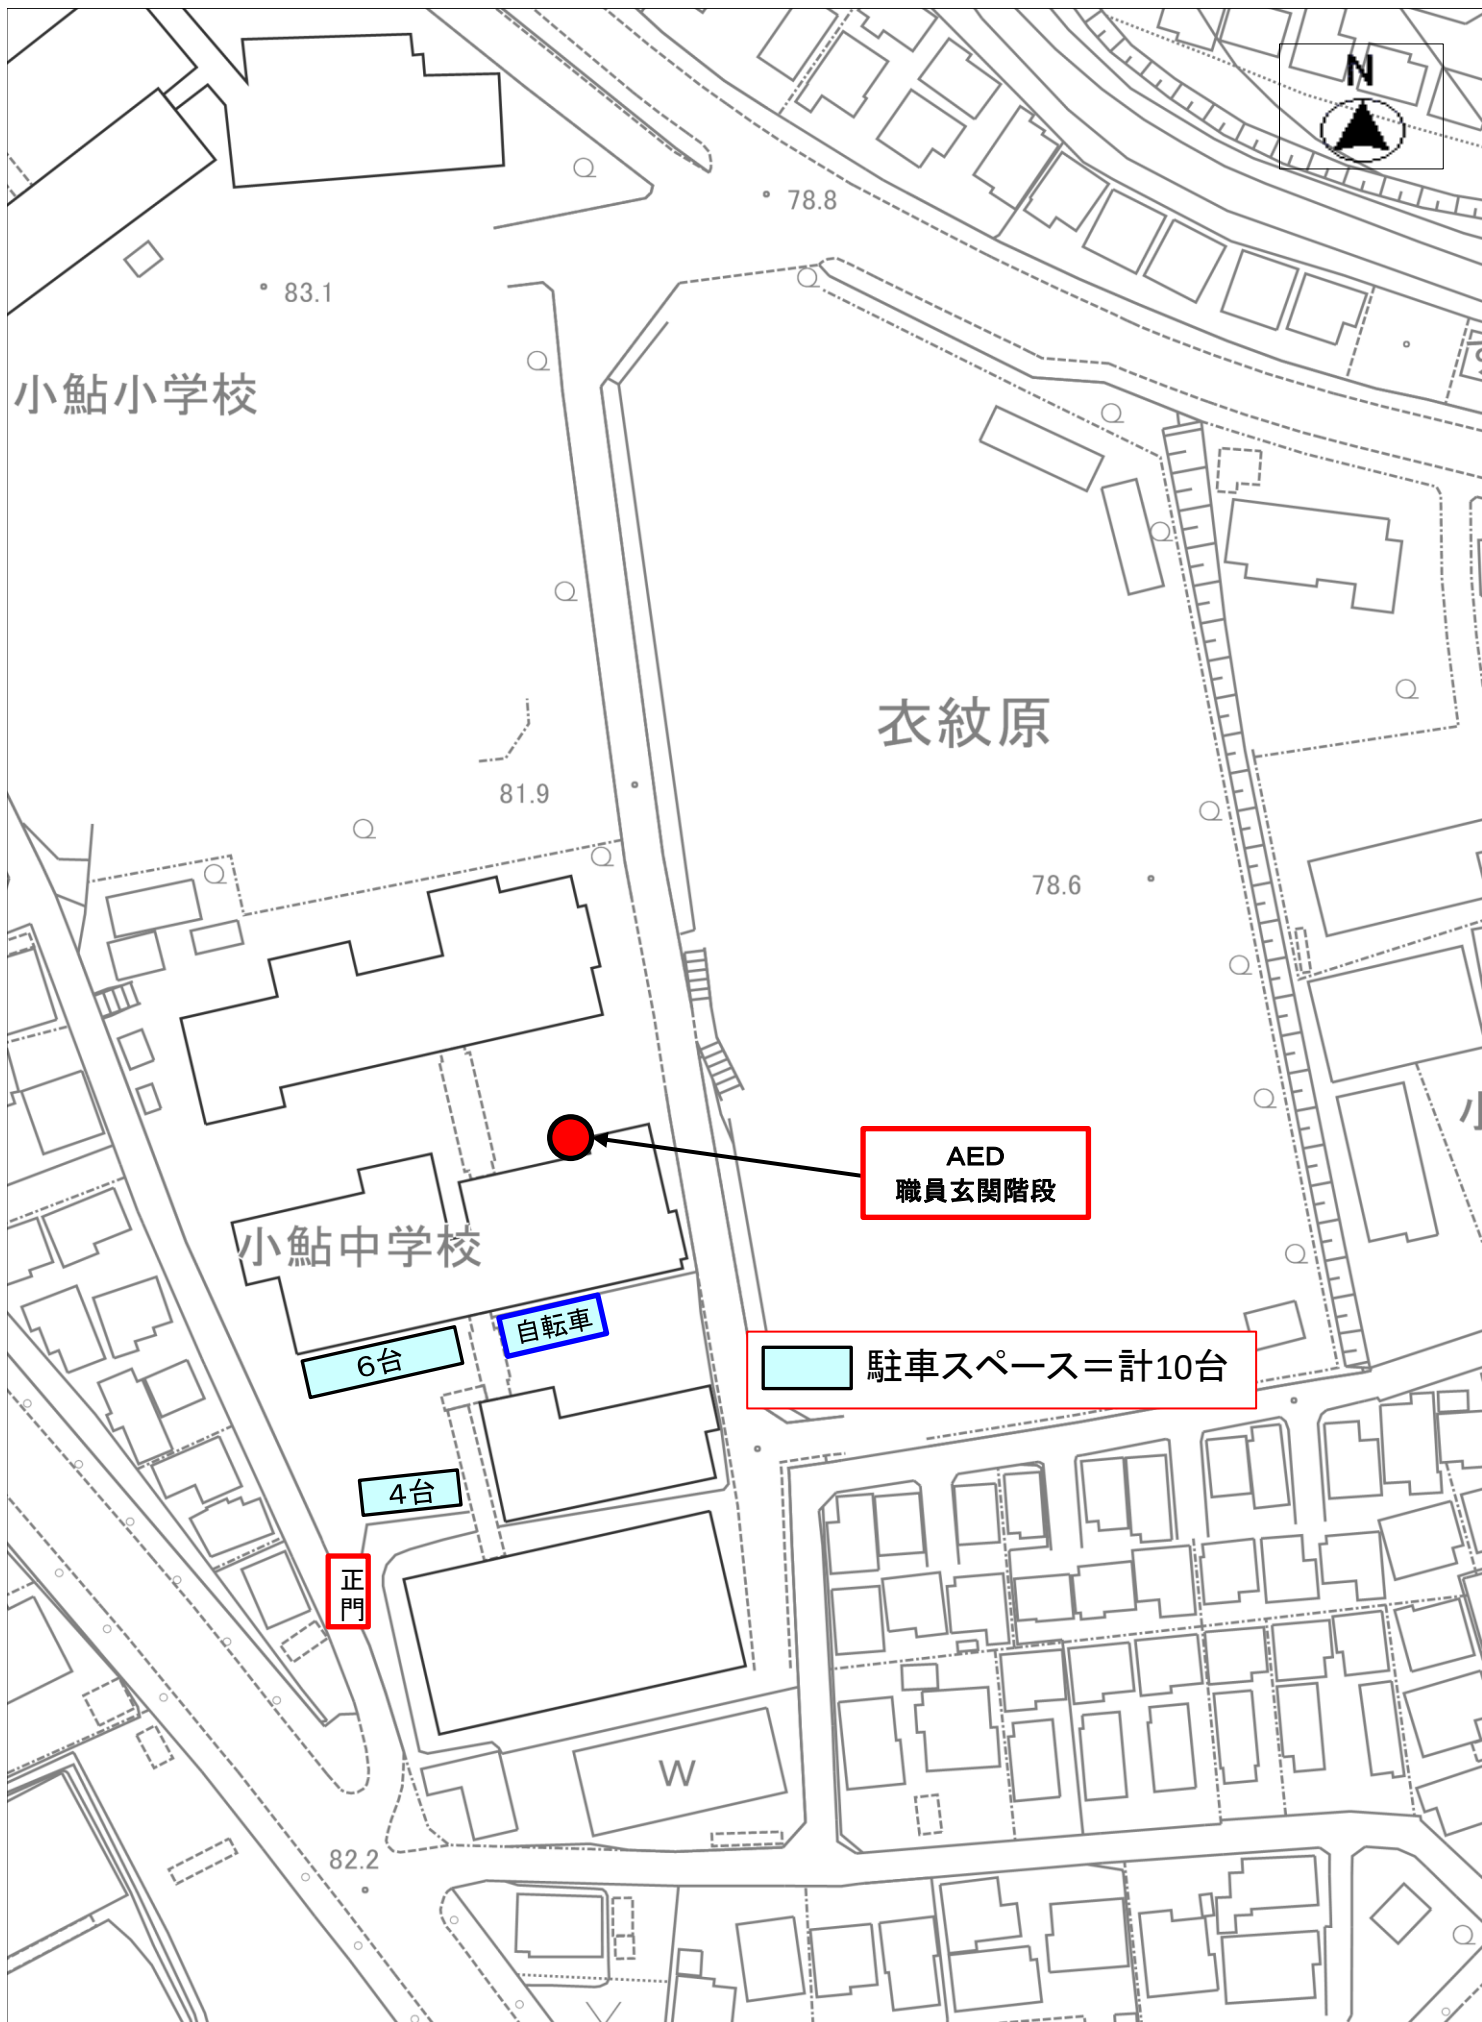 N
78.8
83.1
小鮎小学校
衣紋原
81.9
78.6
AED
職員玄関階段
小鮎中学校
自転車
6台
駐車スペース＝計10台
4台
正門
W
82.2